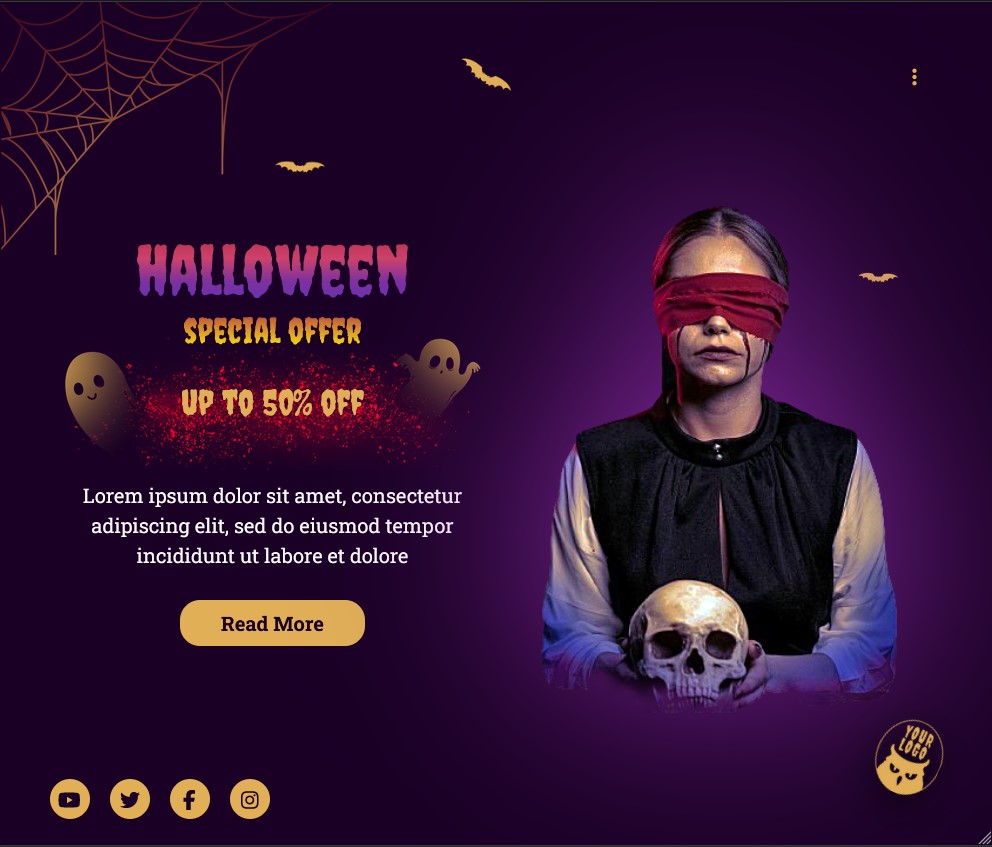 HALLOWEEN
SPECIAL OFFER
UP TO 50% OFF
Lorem ipsum dolor sit amet, consectetur
adipiscing elit, sed do eiusmod tempor
incididunt ut labore et dolore
Read More
YOUR
LOGO